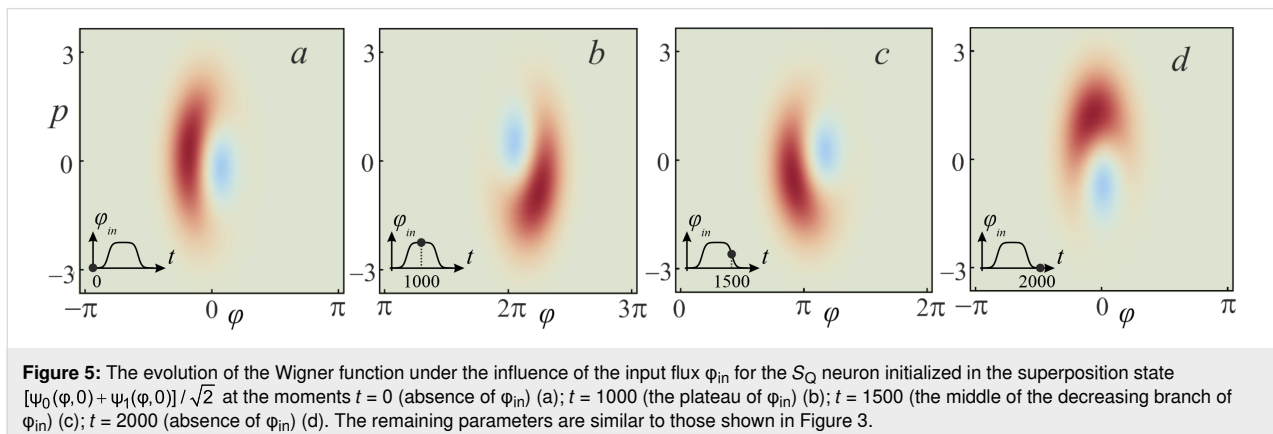 a
b
c
d
3
3
3
3
p
0
0
0
0
φin
φin
φin
φin
t
t
t
t
0
1000
1500
2000
−3
−3
−3
−3
−π
0
φ
π
π
2π
φ
3π
0
π
φ
2π
−π
0
φ
π
Figure 5: The evolution of the Wigner function under the influence of the input flux φin for the SQ neuron initialized in the superposition state
[ψ0(φ,0)+ψ1(φ,0)]/√2 at the moments t = 0 (absence of φin) (a); t = 1000 (the plateau of φin) (b); t = 1500 (the middle of the decreasing branch of
φin) (c); t = 2000 (absence of φin) (d). The remaining parameters are similar to those shown in Figure 3.